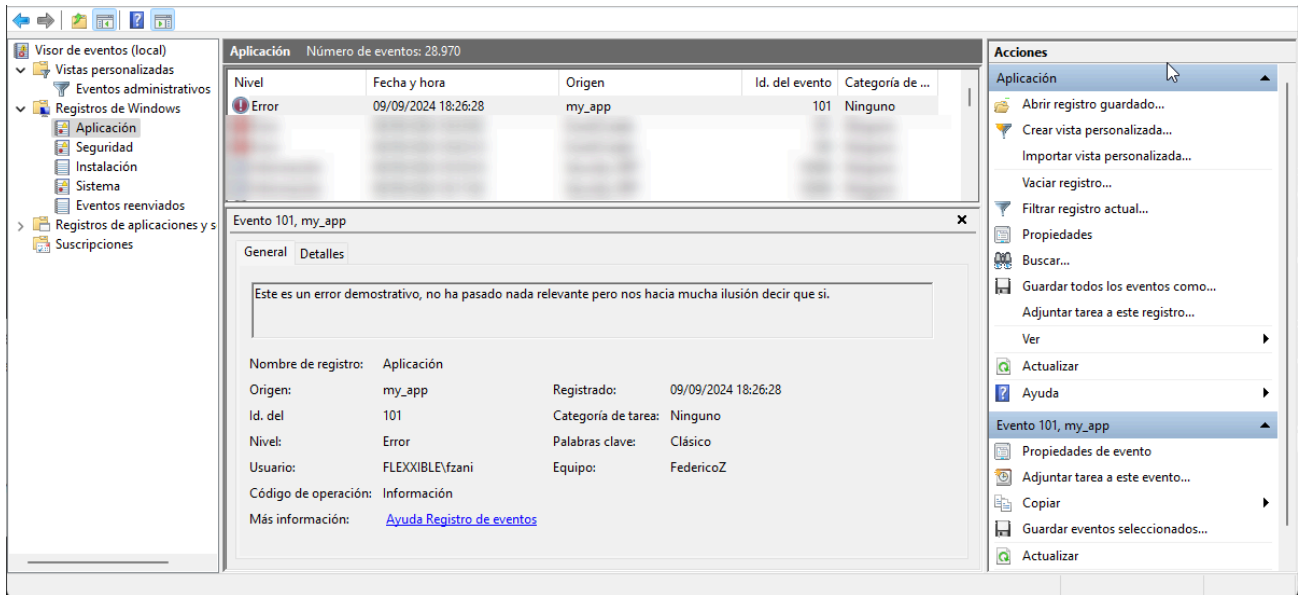 Visor de eventos (local)
Vistas personalizadas
Eventos administrativos
Registros de Windows
Aplicación
Seguridad
Instalación
Sistema
Eventos reenviados
Registros de aplicaciones y s
Suscripciones
Aplicación Número de eventos: 28.970
Nivel Fecha y hora Origen Id. del evento Categoría de ...
Error 09/09/2024 18:26:28 my_app 101 Ninguno
Evento 101, my_app
General Detalles
Este es un error demostrativo, no ha pasado nada relevante pero nos hacia mucha ilusión decir que si.
Nombre de registro: Aplicación
Origen: my_app Registrado: 09/09/2024 18:26:28
Id. del 101 Categoría de tarea: Ninguno
Nivel: Error Palabras clave: Clásico
Usuario: FLEXXIBLE\fzani Equipo: FedericoZ
Código de operación: Información
Más información: Ayuda Registro de eventos
Acciones
Aplicación
Abrir registro guardado...
Crear vista personalizada...
Importar vista personalizada...
Vaciar registro...
Filtrar registro actual...
Propiedades
Buscar...
Guardar todos los eventos como...
Adjuntar tarea a este registro...
Ver
Actualizar
Ayuda
Evento 101, my_app
Propiedades de evento
Adjuntar tarea a este evento...
Copiar
Guardar eventos seleccionados...
Actualizar